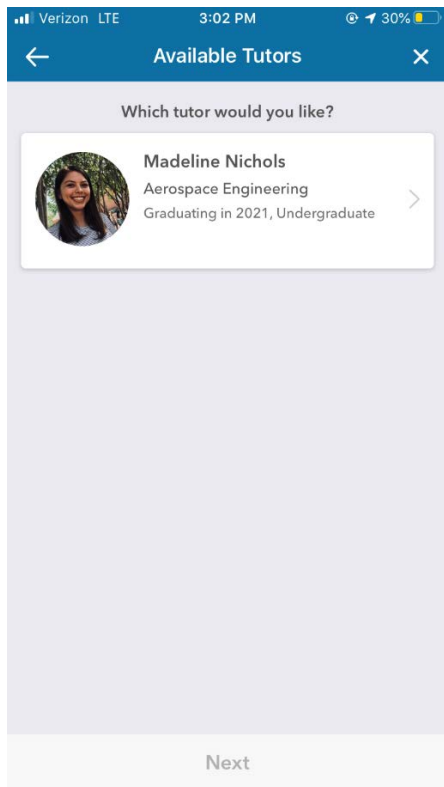 Verizon LTE 3:02 PM 30%
Available Tutors
Which tutor would you like?
Madeline Nichols
Aerospace Engineering
Graduating in 2021, Undergraduate
Next